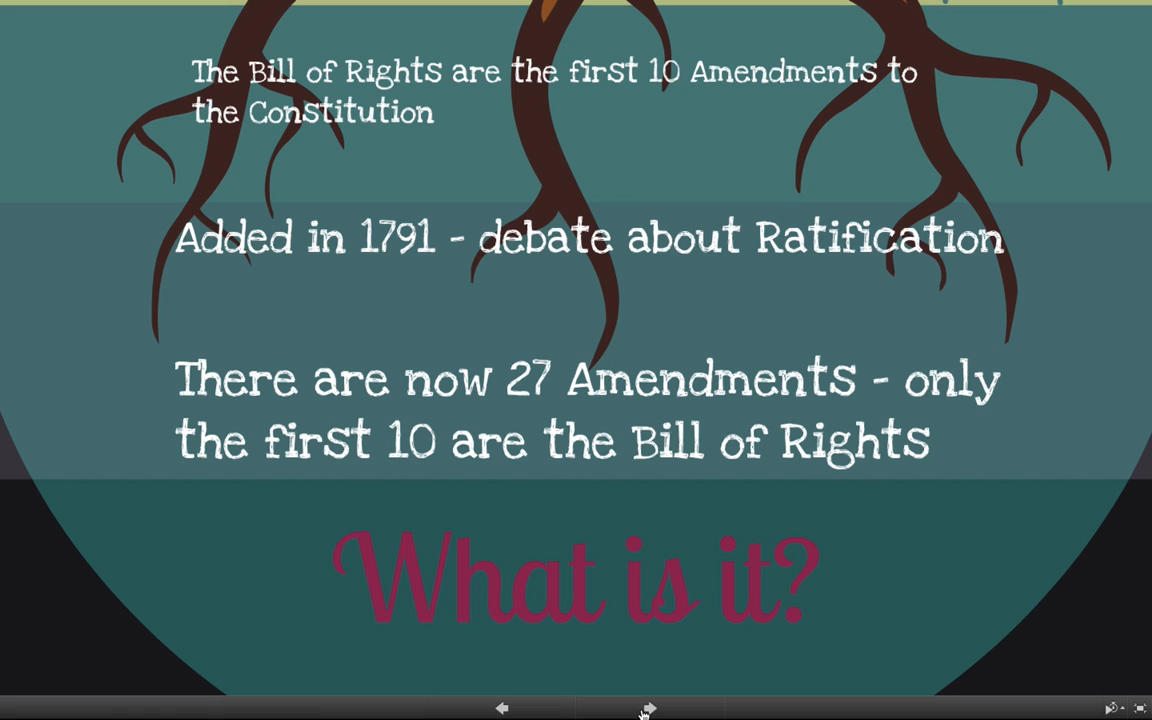 The Bill of Rights are the first 10 Amendments to
the Constitution
Added in 1791 - debate about Ratification
There are now 27 Amendments - only
the first 10 are the Bill of Rights
What is it?